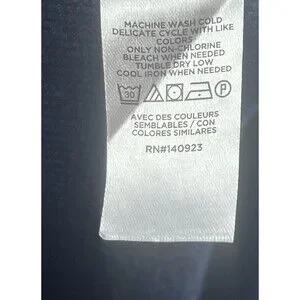 MACHINE WASH COLD
DELICATE CYCLE WITH LIKE
COLORS
ONLY NON-CHLORINE
BLEACH WHEN NEEDED
TUMBLE DRY LOW
COOL IRON WHEN NEEDED
30 P
AVEC DES COULEURS
SEMBLABLES / CON
COLORES SIMILARES
RN#140923